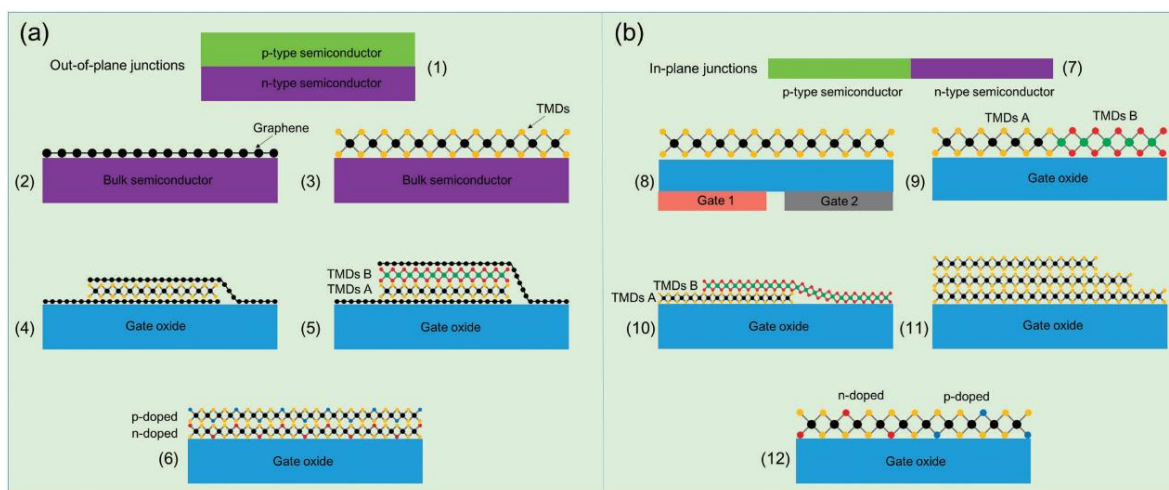 (a)
Out-of-plane junctions
p-type semiconductor
n-type semiconductor
(1)
Graphene
TMDs
(2)
Bulk semiconductor
(3)
Bulk semiconductor
(4)
Gate oxide
TMDs B
TMDs A
(5)
Gate oxide
p-doped
n-doped
(6)
Gate oxide
(b)
In-plane junctions
(7)
p-type semiconductor
n-type semiconductor
(8)
Gate 1
Gate 2
TMDs A
TMDs B
(9)
Gate oxide
TMDs B
TMDs A
(10)
Gate oxide
(11)
Gate oxide
n-doped
p-doped
(12)
Gate oxide